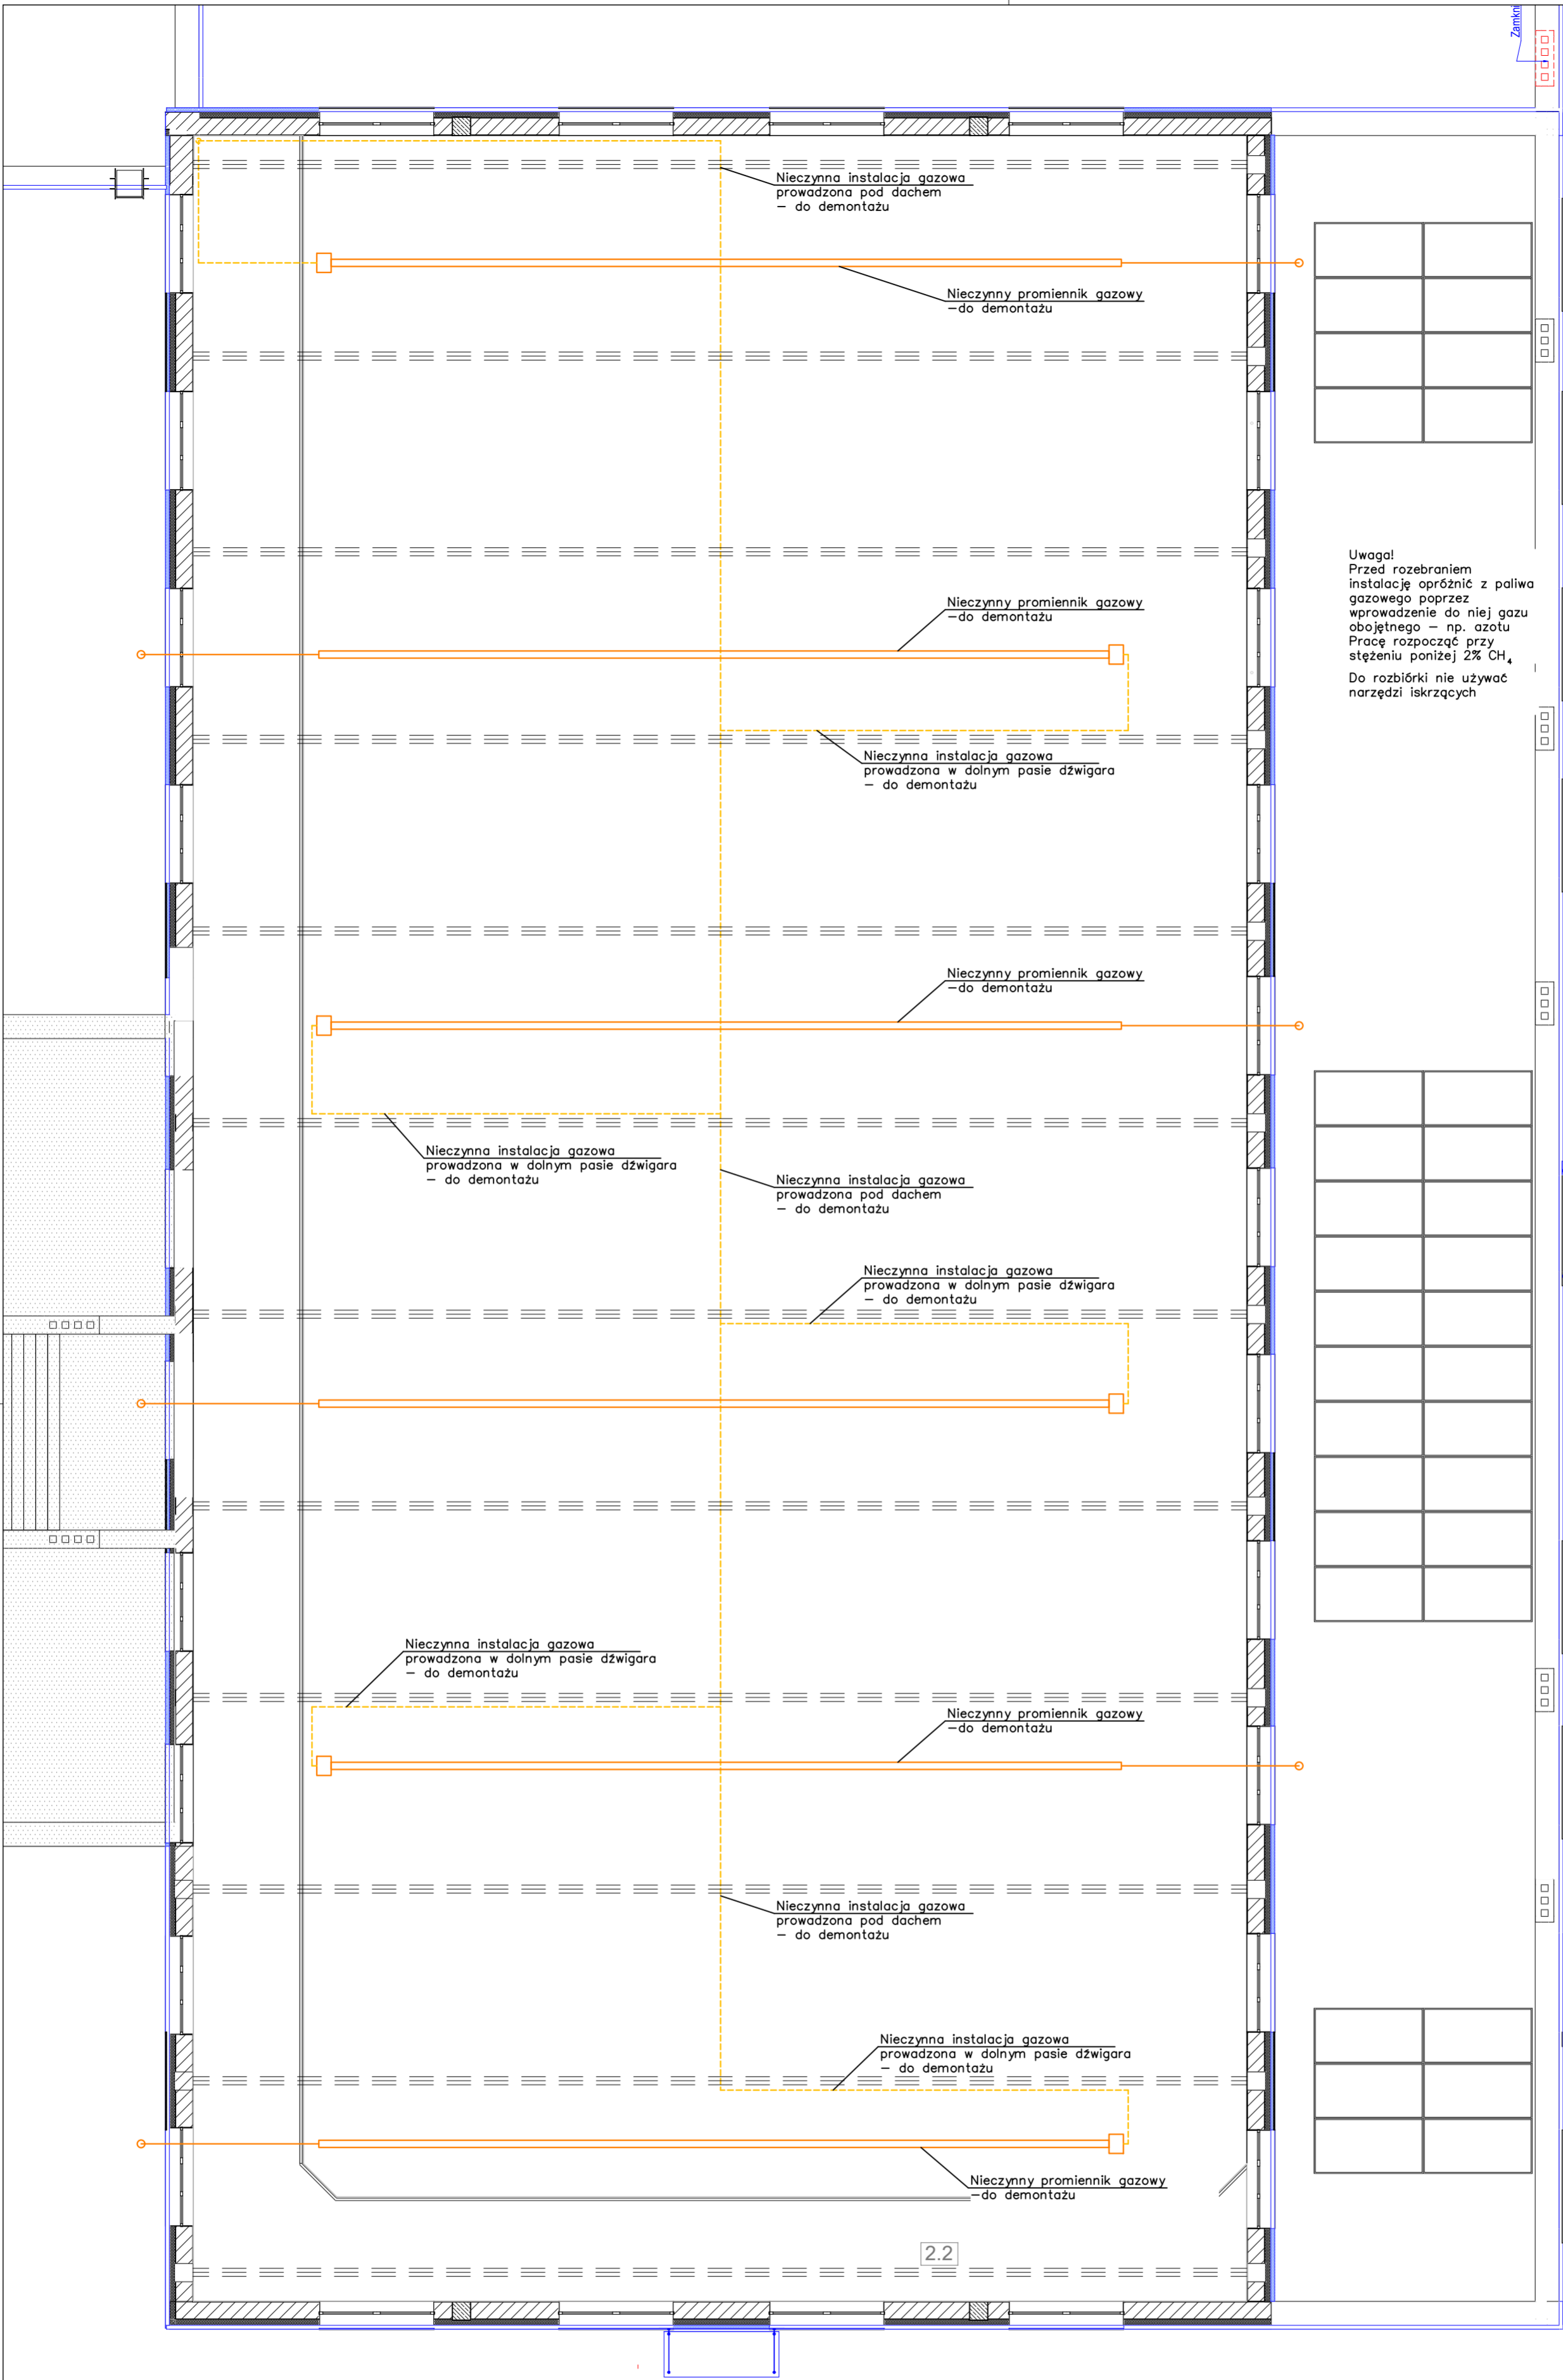 Zamkni
Nieczynna instalacja gazowa
prowadzona pod dachem
– do demontażu
Nieczynny promiennik gazowy
–do demontażu
Uwaga!
Przed rozebraniem
instalację opróżnić z paliwa
gazowego poprzez
wprowadzenie do niej gazu
obojętnego – np. azotu
Pracę rozpocząć przy
stężeniu poniżej 2% CH₄
Do rozbiórki nie używać
narzędzi iskrzących
Nieczynny promiennik gazowy
–do demontażu
Nieczynna instalacja gazowa
prowadzona w dolnym pasie dźwigara
– do demontażu
Nieczynny promiennik gazowy
–do demontażu
Nieczynna instalacja gazowa
prowadzona w dolnym pasie dźwigara
– do demontażu
Nieczynna instalacja gazowa
prowadzona pod dachem
– do demontażu
Nieczynna instalacja gazowa
prowadzona w dolnym pasie dźwigara
– do demontażu
Nieczynna instalacja gazowa
prowadzona w dolnym pasie dźwigara
– do demontażu
Nieczynny promiennik gazowy
–do demontażu
Nieczynna instalacja gazowa
prowadzona pod dachem
– do demontażu
Nieczynna instalacja gazowa
prowadzona w dolnym pasie dźwigara
– do demontażu
Nieczynny promiennik gazowy
–do demontażu
2.2